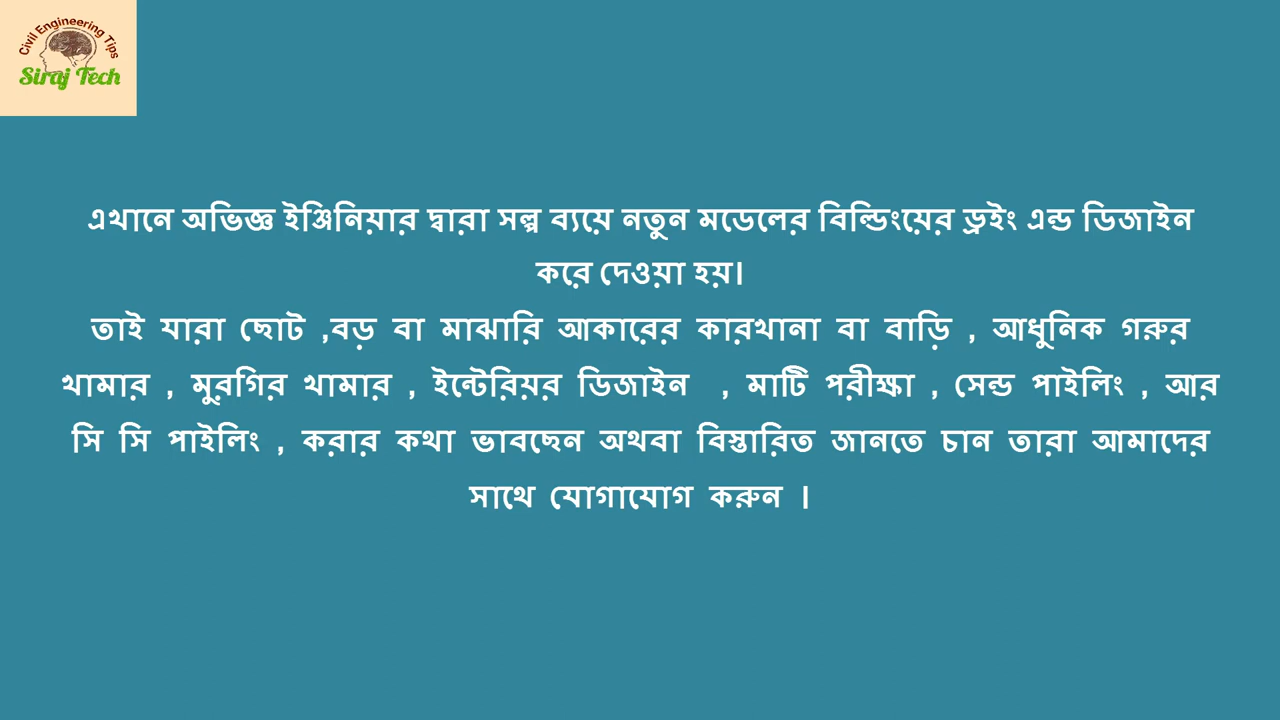 Civil Engineering Tips
Siraj Tech
এখানে অভিজ্ঞ ইঞ্জিনিয়ার দ্বারা সল্প ব্যয়ে নতুন মডেলের বিল্ডিংয়ের ড্রইং এন্ড ডিজাইন
করে দেওয়া হয়।
তাই যারা ছোট ,বড় বা মাঝারি আকারের কারখানা বা বাড়ি , আধুনিক গরুর
খামার , মুরগির খামার , ইন্টেরিয়র ডিজাইন , মাটি পরীক্ষা , সেন্ড পাইলিং , আর
সি সি পাইলিং , করার কথা ভাবছেন অথবা বিস্তারিত জানতে চান তারা আমাদের
সাথে যোগাযোগ করুন ।